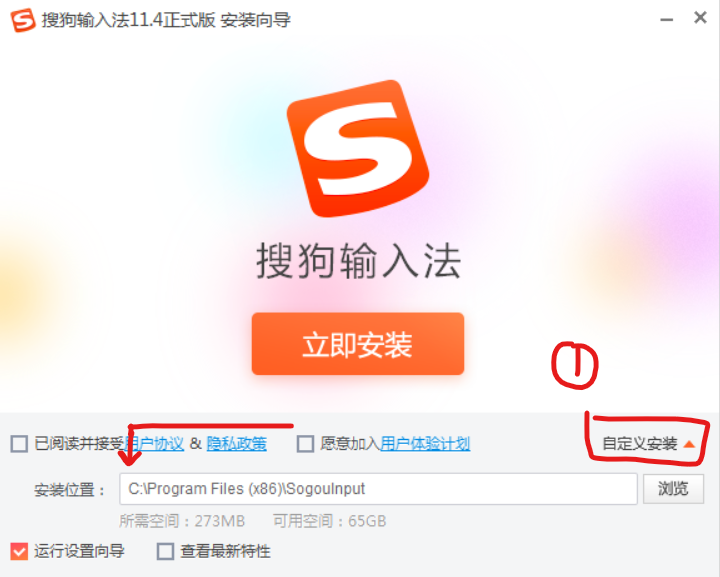 搜狗输入法11.4正式版 安装向导
搜狗输入法
立即安装
①
已阅读并接受用户协议 & 隐私政策 愿意加入用户体验计划 自定义安装
安装位置： C:\Program Files (x86)\SogouInput 浏览
所需空间：273MB 可用空间：65GB
运行设置向导 查看最新特性